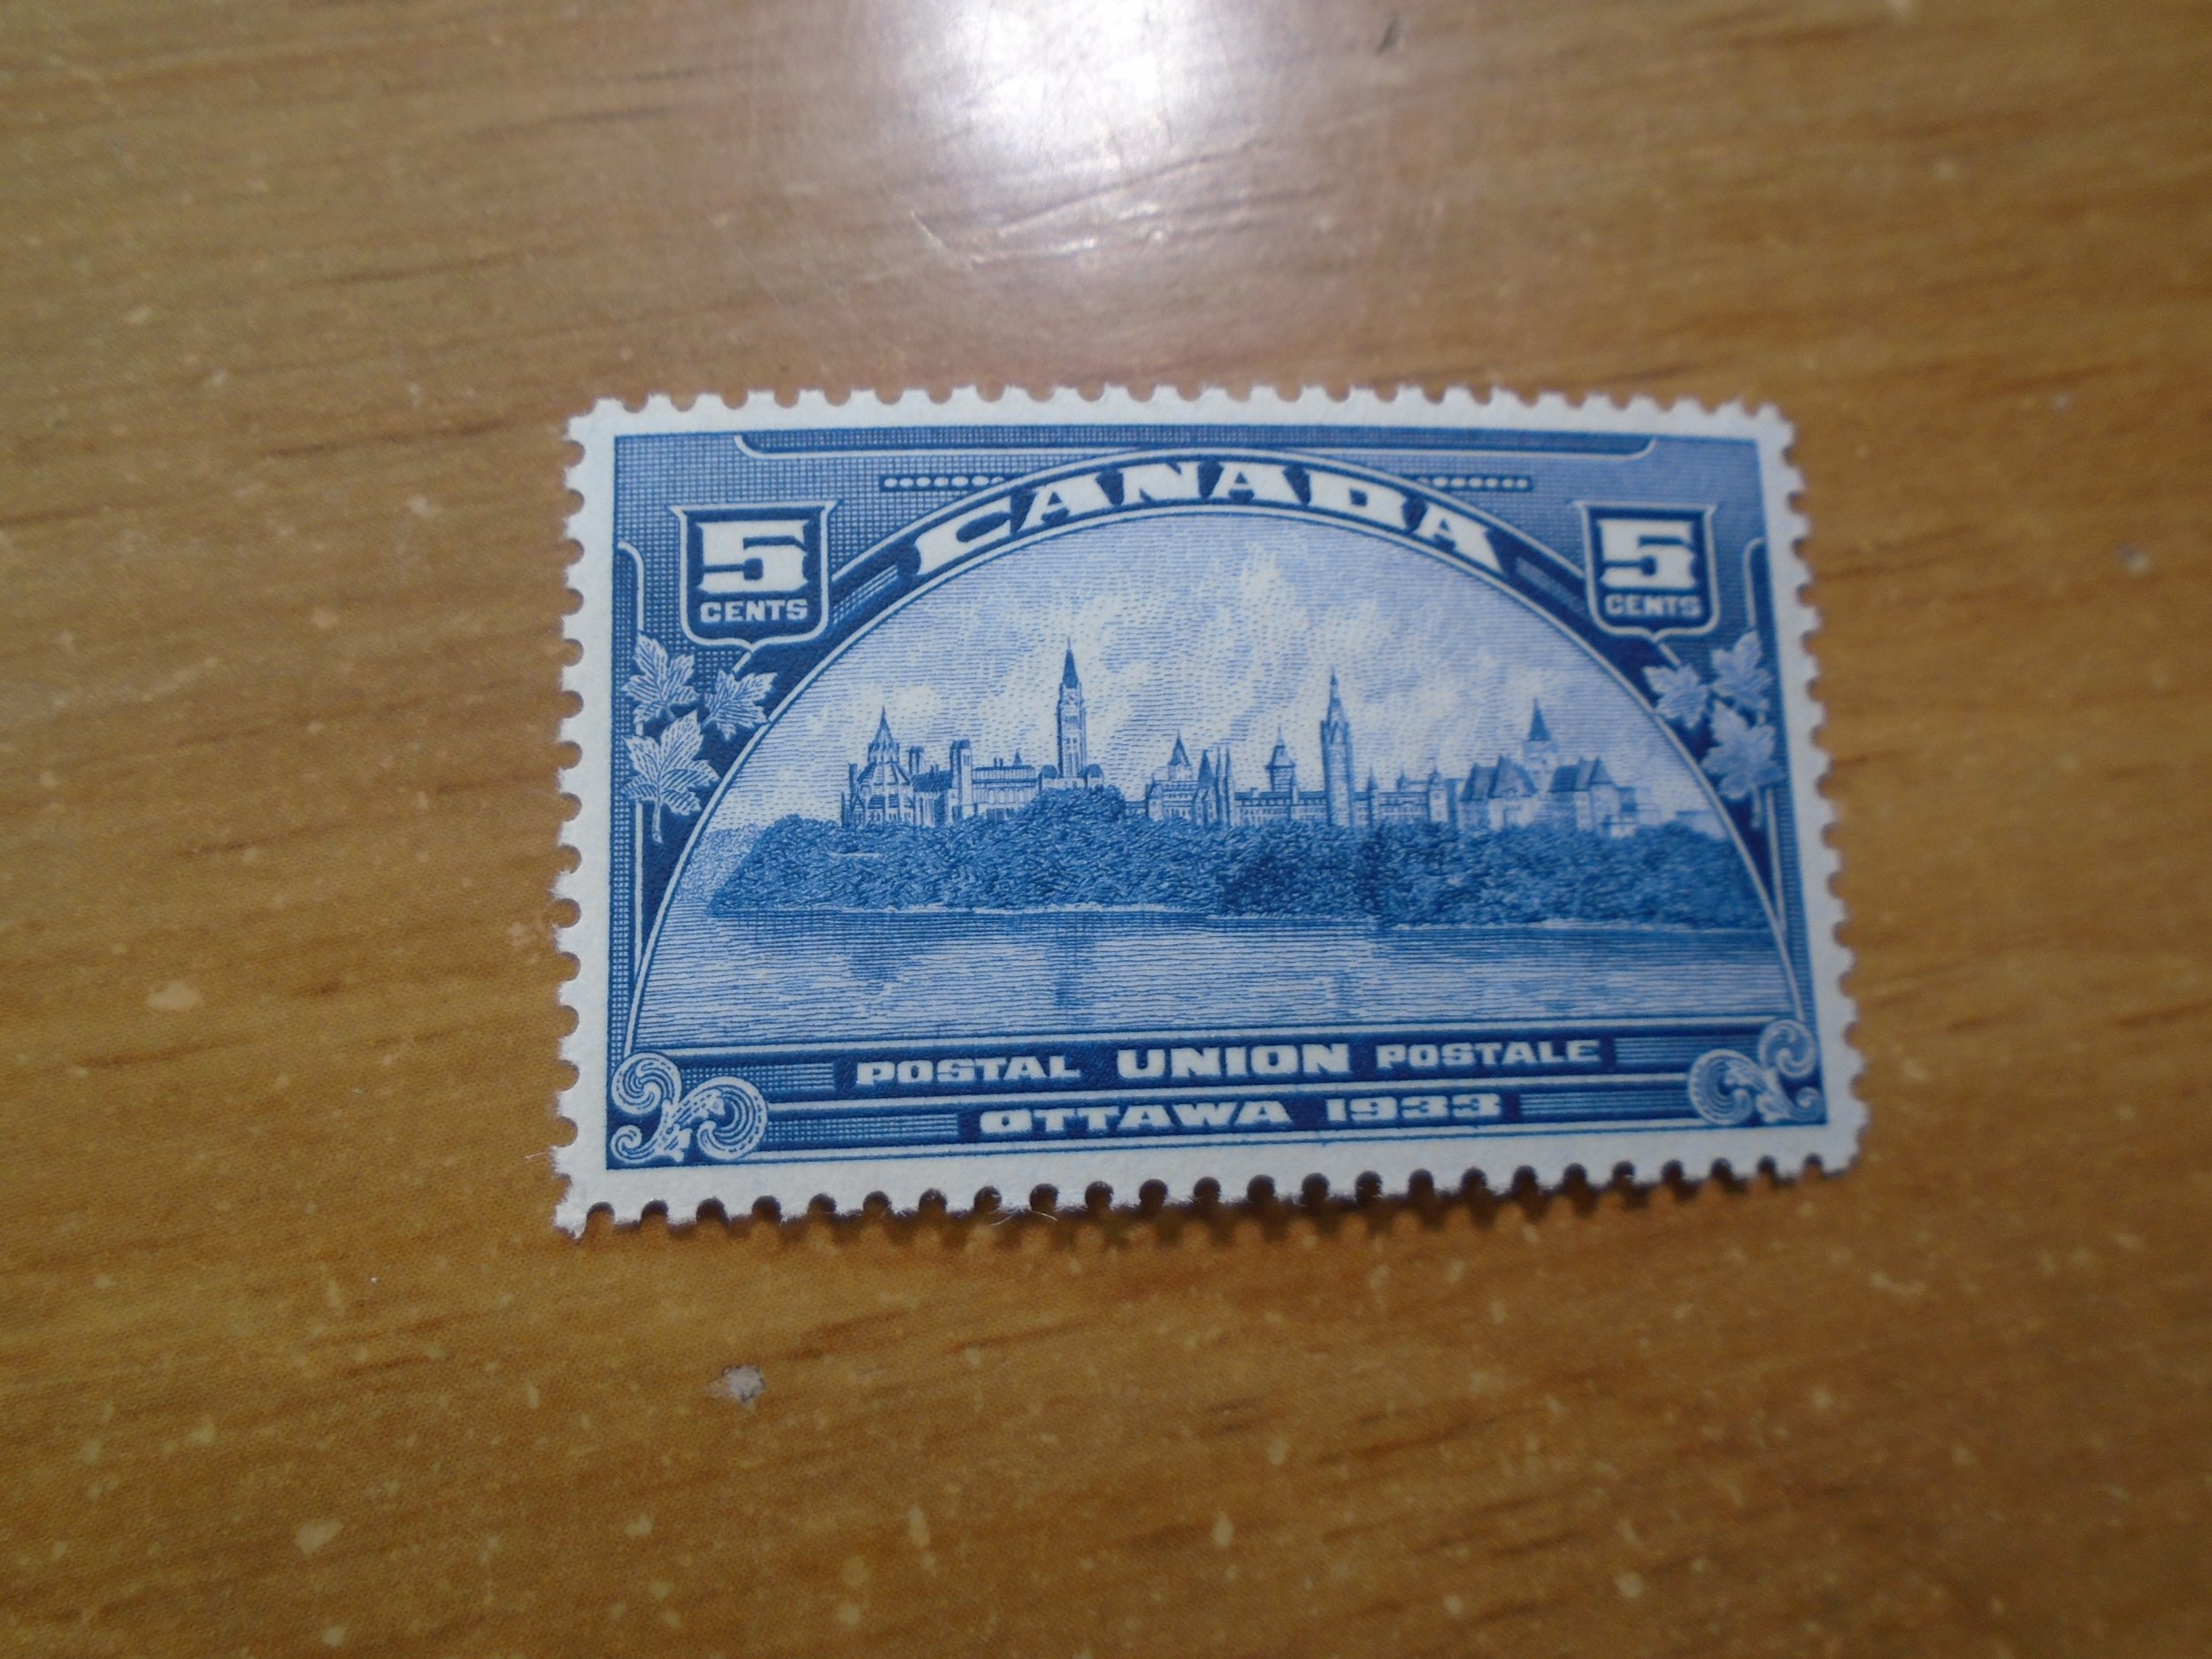 CANADA
5 5
CENTS CENTS
POSTAL UNION POSTALE
OTTAWA 1933